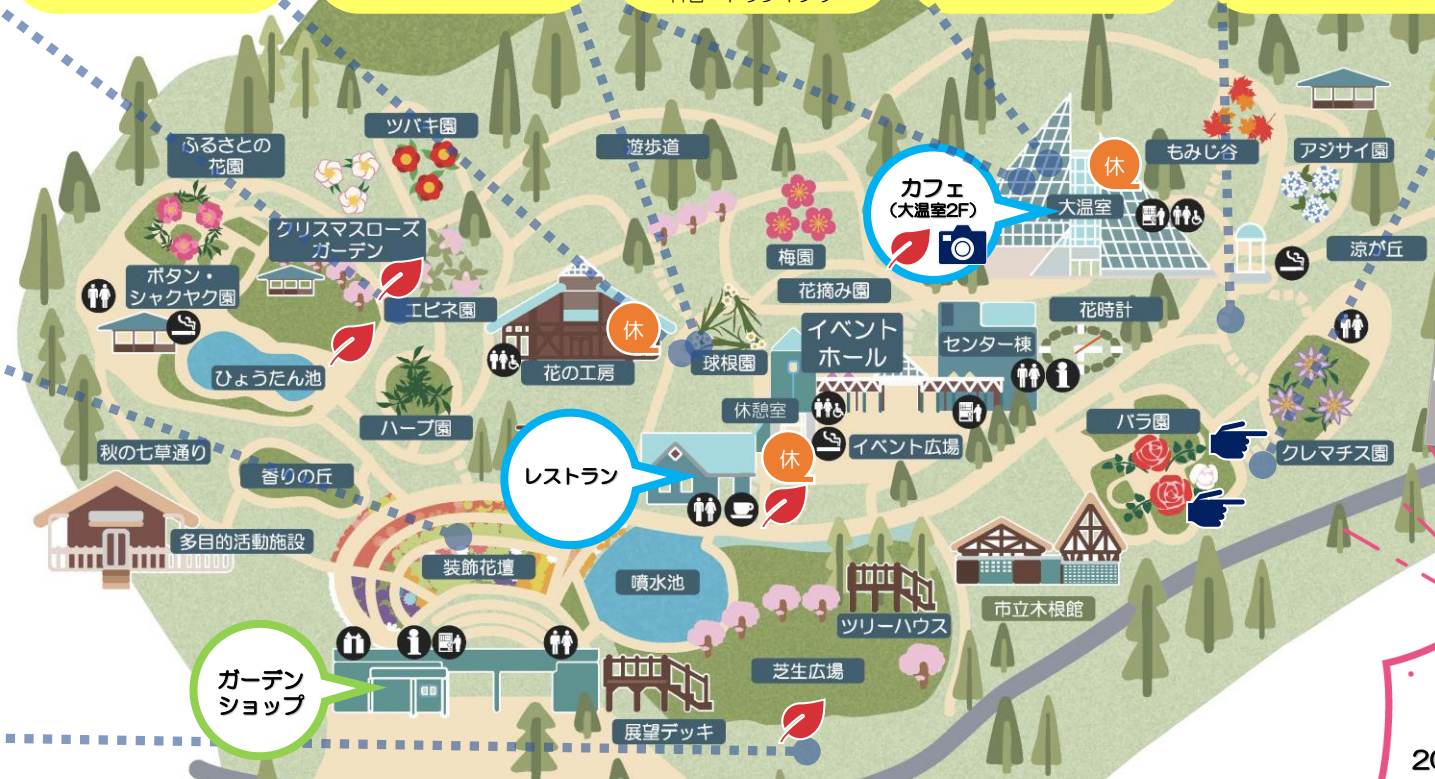 ツバキ園
ふるさとの
花園
遊歩道
休
もみじ谷
アジサイ園
カフェ
(大温室2F)
大温室
クリスマスローズ
ガーデン
梅園
涼が丘
ボタン・
シャクヤク園
花摘み園
エビネ園
花時計
休
イベント
ホール
センター棟
球根園
花の工房
ひょうたん池
休憩室
ハーブ園
バラ園
イベント広場
クレマチス園
秋の七草通り
休
香りの丘
レストラン
多目的活動施設
装飾花壇
噴水池
市立木根館
ツリーハウス
ガーデン
ショップ
芝生広場
展望デッキ